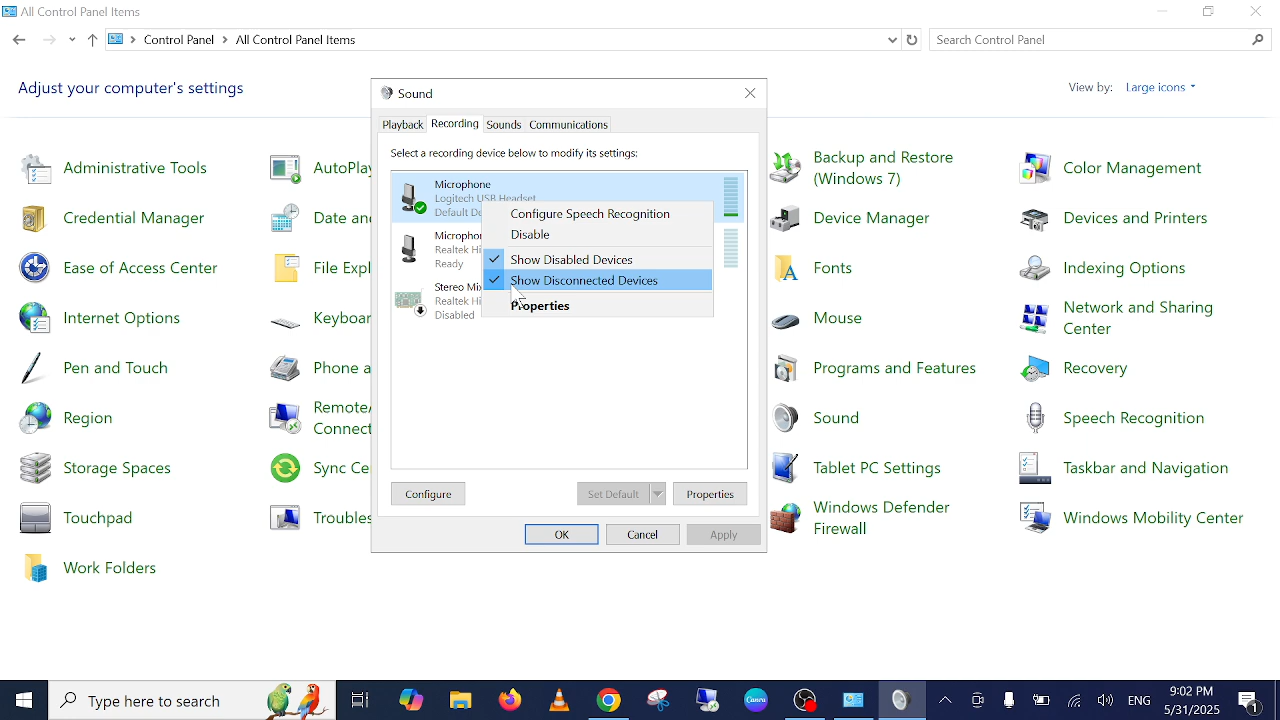 All Control Panel Items
Control Panel > All Control Panel Items
Search Control Panel
Adjust your computer's settings
View by: Large icons
Administrative Tools
AutoPlay
Backup and Restore (Windows 7)
Color Management
Credential Manager
Date an
Device Manager
Devices and Printers
Ease of Access Center
File Expl
Fonts
Indexing Options
Internet Options
Keyboar
Mouse
Network and Sharing Center
Pen and Touch
Phone a
Programs and Features
Recovery
Region
Remote
Connect
Sound
Speech Recognition
Storage Spaces
Sync Ce
Tablet PC Settings
Taskbar and Navigation
Touchpad
Troubles
Windows Defender Firewall
Windows Mobility Center
Work Folders
Sound
Playback Recording Sounds Communications
Select a recording device below to modify its settings:
Microphone
Logitech USB Headset
Default De
Microphon
Realtek Hi
Ready
Stereo Mix
Realtek Hi
Disabled
Configure Speech Recognition
Disable
Show Disabled Devices
Show Disconnected Devices
Properties
Configure
Set Default
Properties
OK
Cancel
Apply
Type here to search
ENG
9:22 PM
5/31/2025
1